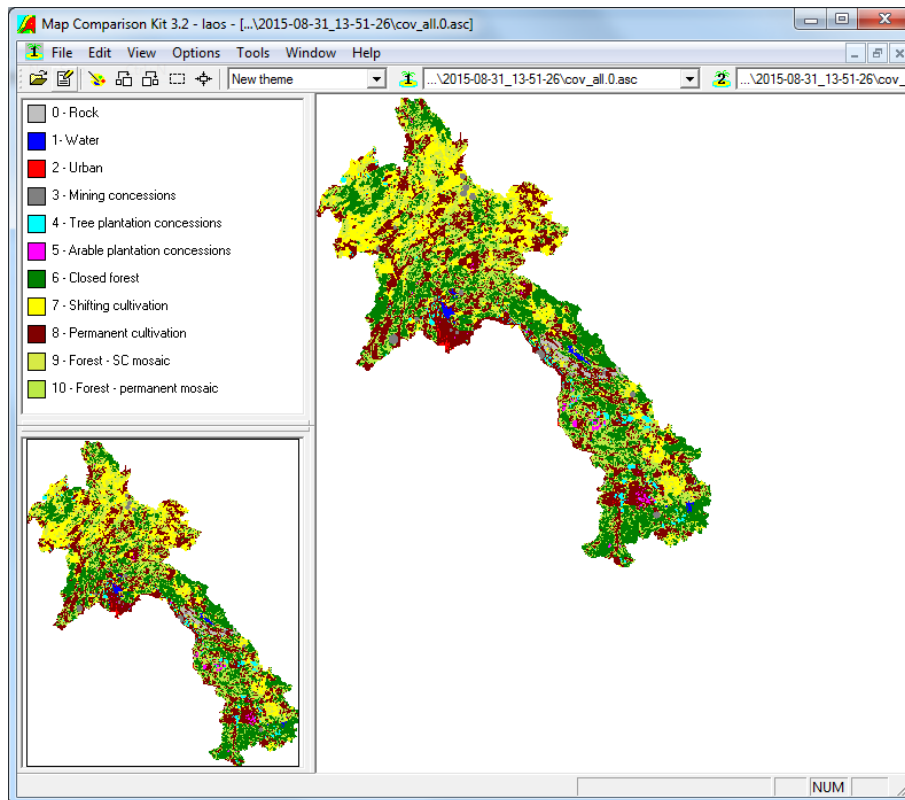 Map Comparison Kit 3.2 - laos - [...\2015-08-31_13-51-26\cov_all.0.asc]
1 File Edit View Options Tools Window Help
New theme 1 ...\2015-08-31_13-51-26\cov_all.0.asc 2 ...\2015-08-31_13-51-26\cov_
0 - Rock
1- Water
2 - Urban
3 - Mining concessions
4 - Tree plantation concessions
5 - Arable plantation concessions
6 - Closed forest
7 - Shifting cultivation
8 - Permanent cultivation
9 - Forest - SC mosaic
10 - Forest - permanent mosaic
NUM